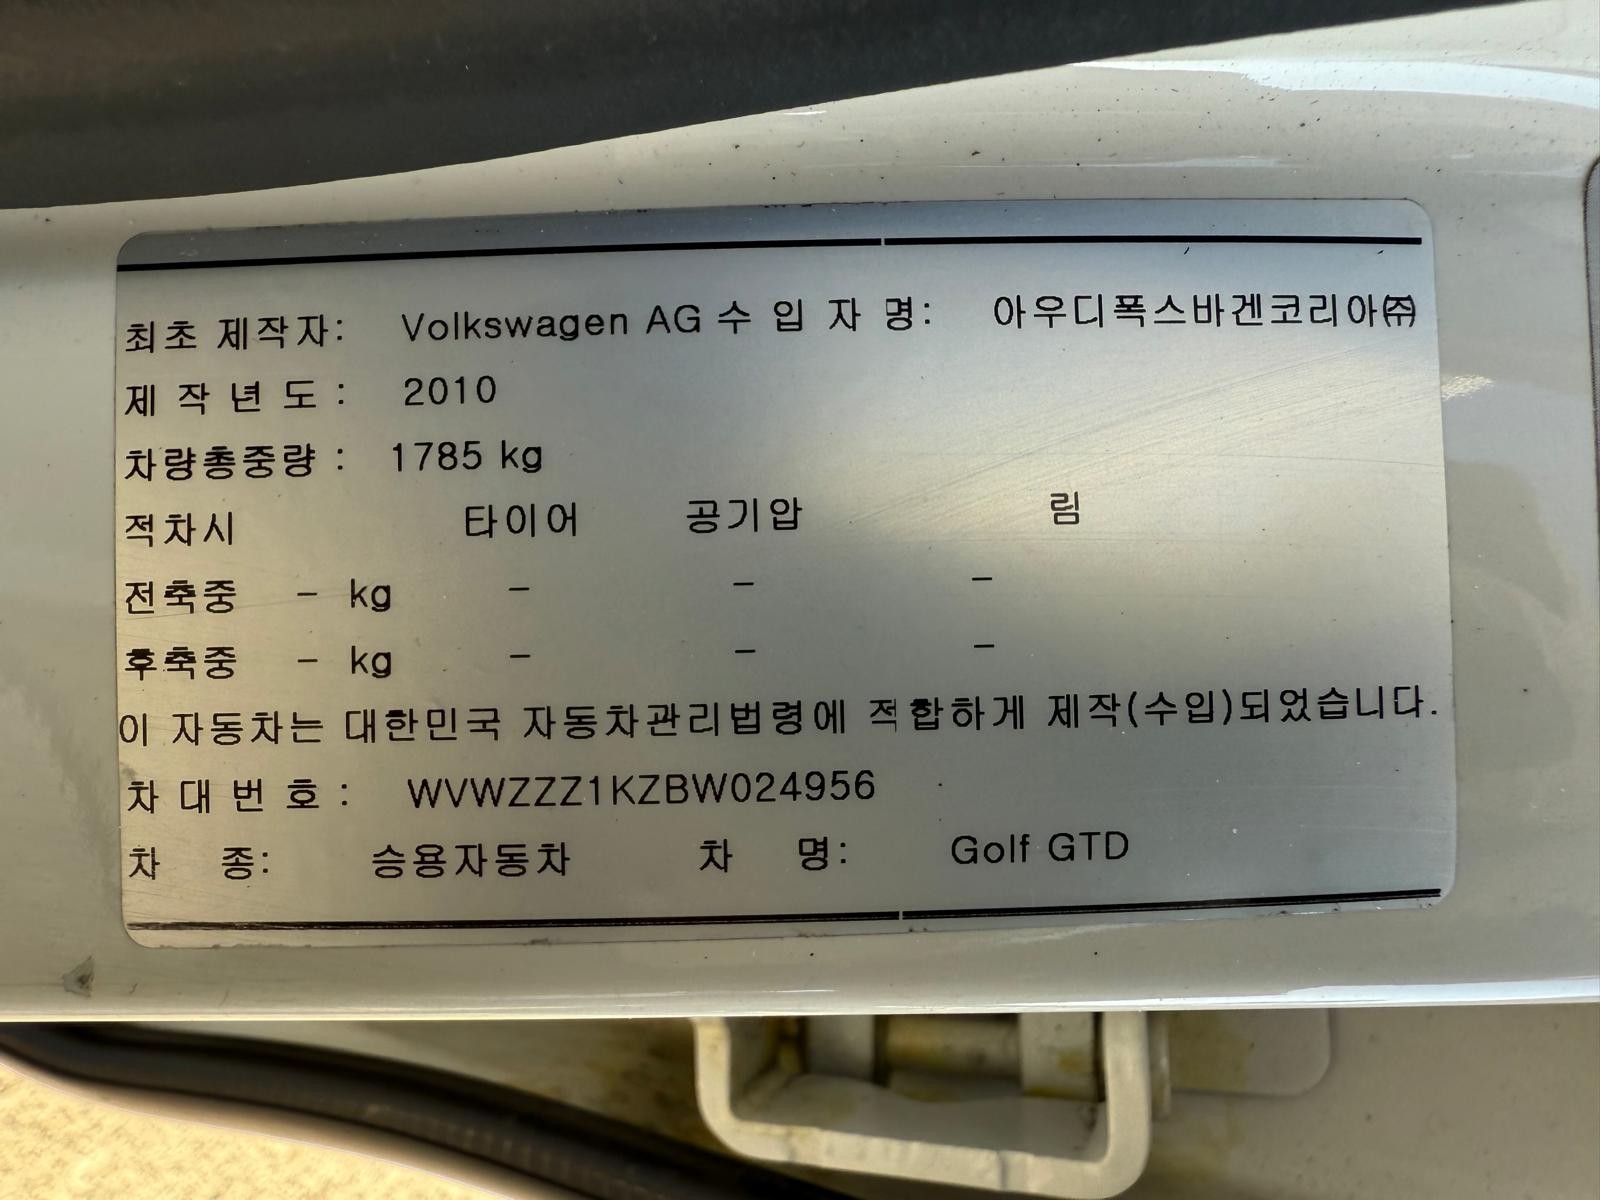 최초 제작자: Volkswagen AG 수 입 자 명: 아우디폭스바겐코리아㈜
제 작 년 도 : 2010
차량총중량 : 1785 kg
적차시 타이어 공기압 림
전축중 - kg - - -
후축중 - kg - - -
이 자동차는 대한민국 자동차관리법령에 적합하게 제작(수입)되었습니다.
차 대 번 호 : WVWZZZ1KZBW024956
차 종: 승용자동차 차 명: Golf GTD